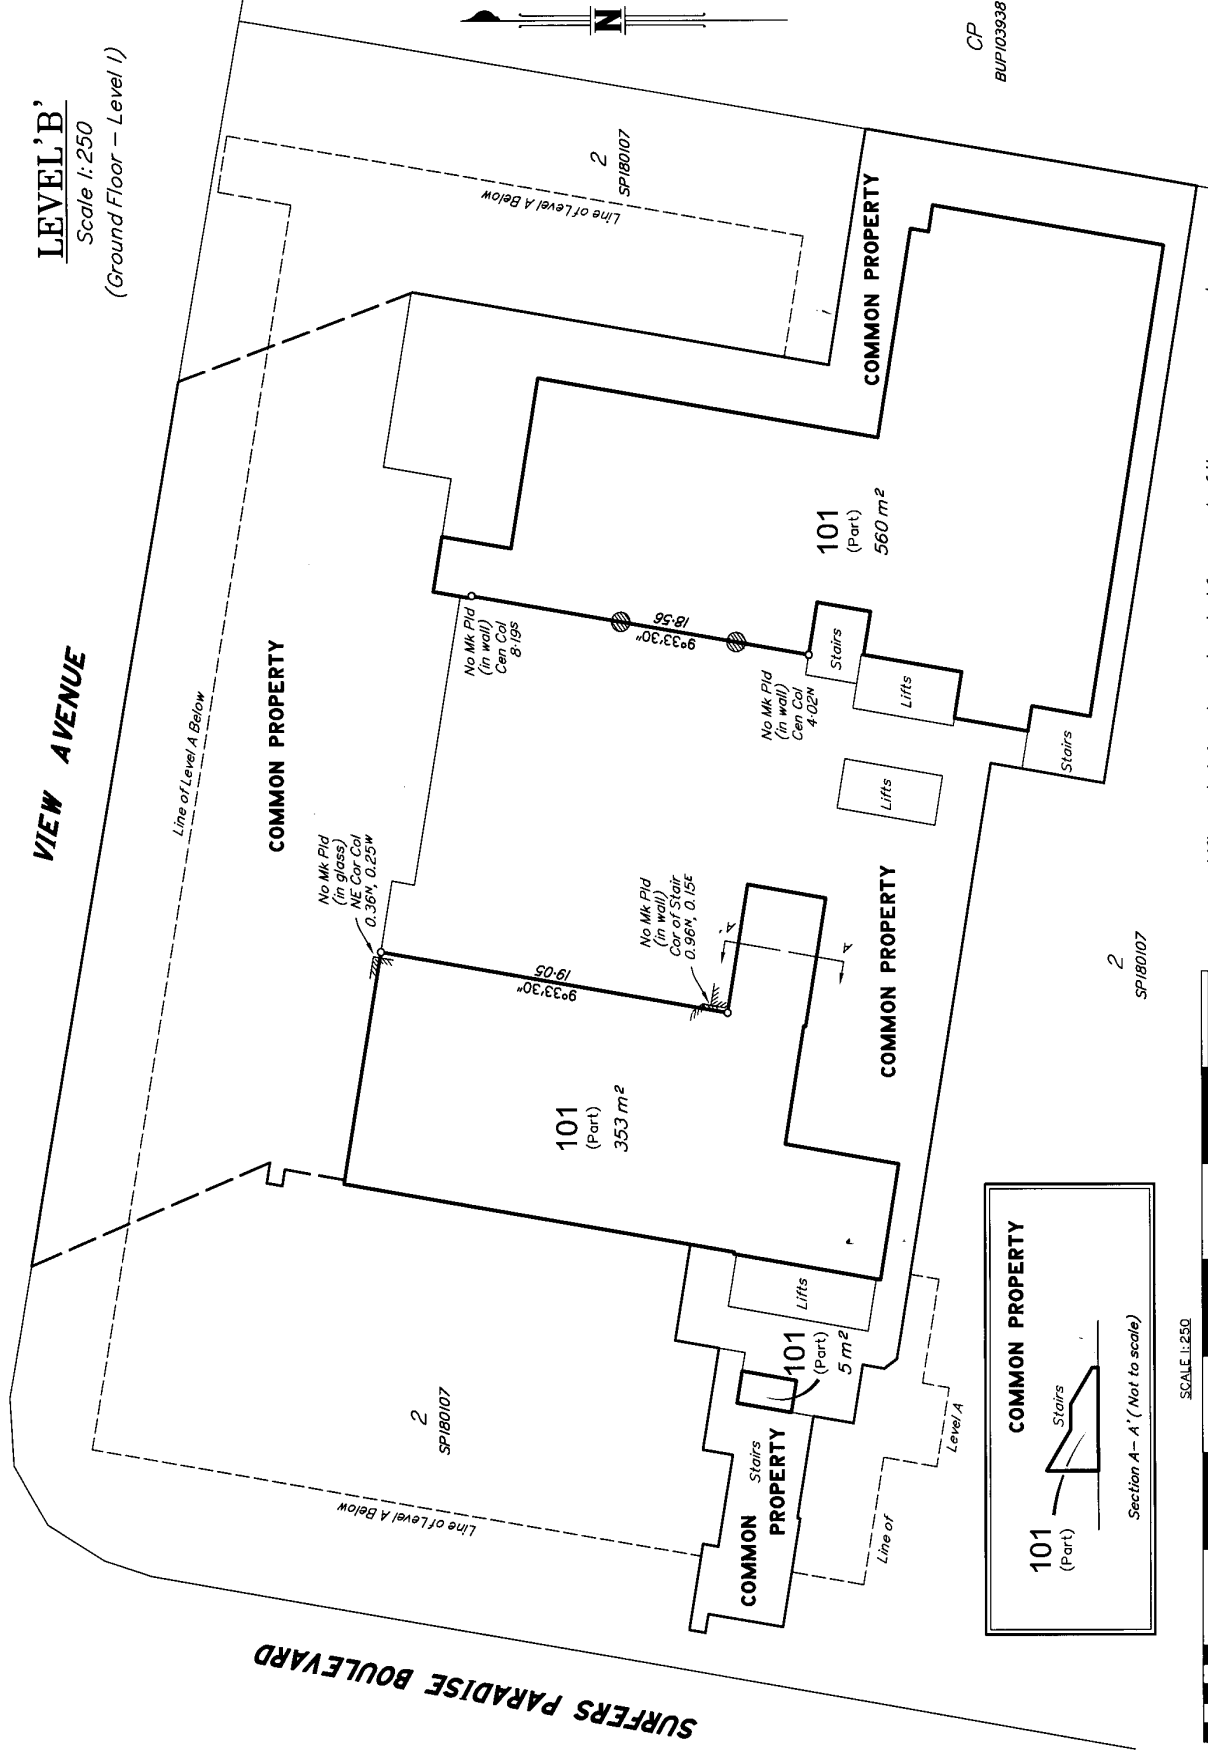 LEVEL 'B'
Scale 1:250
(Ground Floor – Level 1)
N
VIEW AVENUE
SURFERS PARADISE BOULEVARD
Line of Level A Below
COMMON PROPERTY
2
SP180107
Line of Level A Below
CP
BUP103938
COMMON PROPERTY
No Mk Pld
(in glass)
NE Cor Col
0.36N, 0.25W
No Mk Pld
(in wall)
Cen Col
8·19S
9°33'30"
18·56
No Mk Pld
(in wall)
Cen Col
4·02N
101
(Part)
560 m²
Stairs
Lifts
Stairs
Lifts
9°33'30"
19·05
No Mk Pld
(in wall)
Cor of Stair
0.96N, 0.15E
A'
A
101
(Part)
353 m²
COMMON PROPERTY
2
SP180107
Lifts
101
(Part)
5 m²
2
SP180107
Line of Level A Below
Stairs
COMMON
PROPERTY
Line of
Level A
COMMON PROPERTY
Stairs
101
(Part)
Section A– A' (Not to scale)
SCALE 1:250